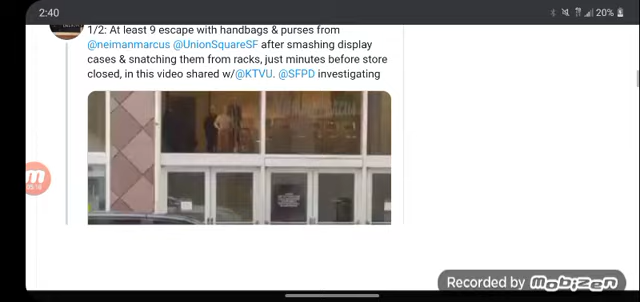 2:40
20%
1/2: At least 9 escape with handbags & purses from
@neimanmarcus @UnionSquareSF after smashing display
cases & snatching them from racks, just minutes before store
closed, in this video shared w/@KTVU. @SFPD investigating
Recorded by mobizen